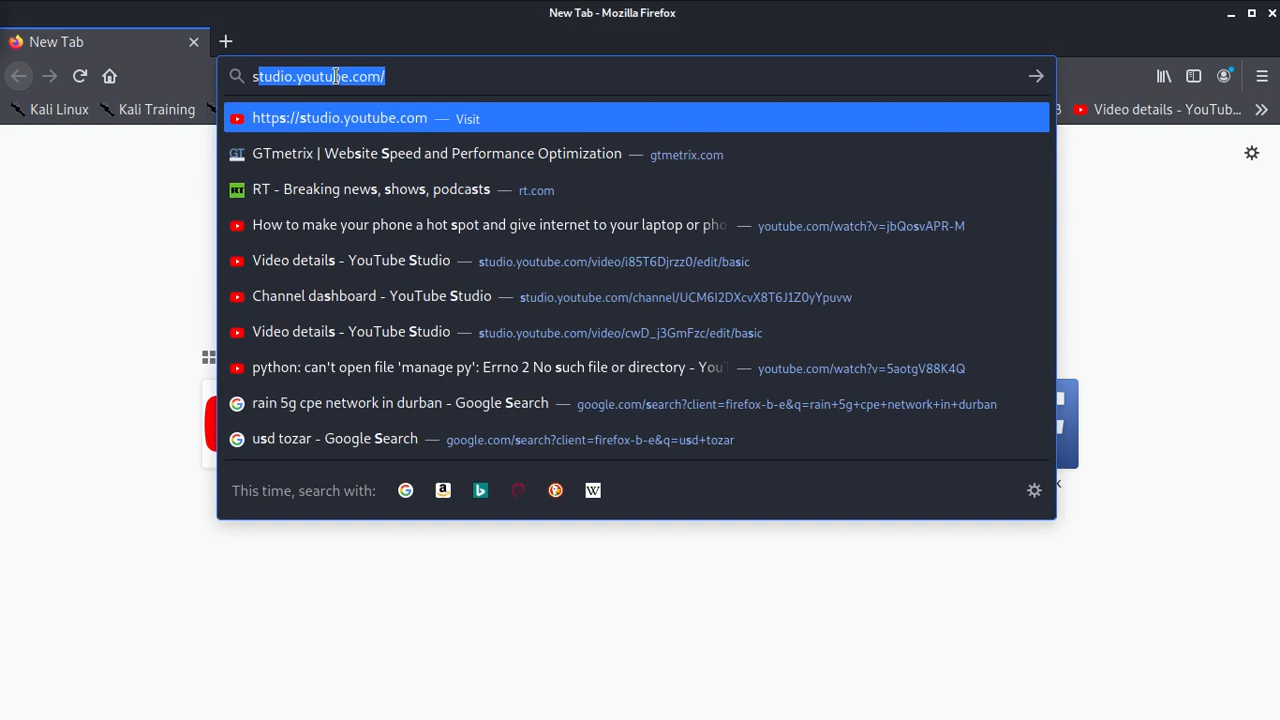 New Tab - Mozilla Firefox
New Tab
studio.youtube.com/
Kali Linux
Kali Training
Video details - YouTub...
https://studio.youtube.com — Visit
GTmetrix | Website Speed and Performance Optimization — gtmetrix.com
RT - Breaking news, shows, podcasts — rt.com
How to make your phone a hot spot and give internet to your laptop or pho — youtube.com/watch?v=jbQosvAPR-M
Video details - YouTube Studio — studio.youtube.com/video/i85T6Djrzz0/edit/basic
Channel dashboard - YouTube Studio — studio.youtube.com/channel/UCM6I2DXcvX8T6J1Z0yYpuvw
Video details - YouTube Studio — studio.youtube.com/video/cwD_j3GmFzc/edit/basic
python: can't open file 'manage py': Errno 2 No such file or directory - YouT — youtube.com/watch?v=5aotgV88K4Q
rain 5g cpe network in durban - Google Search — google.com/search?client=firefox-b-e&q=rain+5g+cpe+network+in+durban
usd tozar - Google Search — google.com/search?client=firefox-b-e&q=usd+tozar
This time, search with: